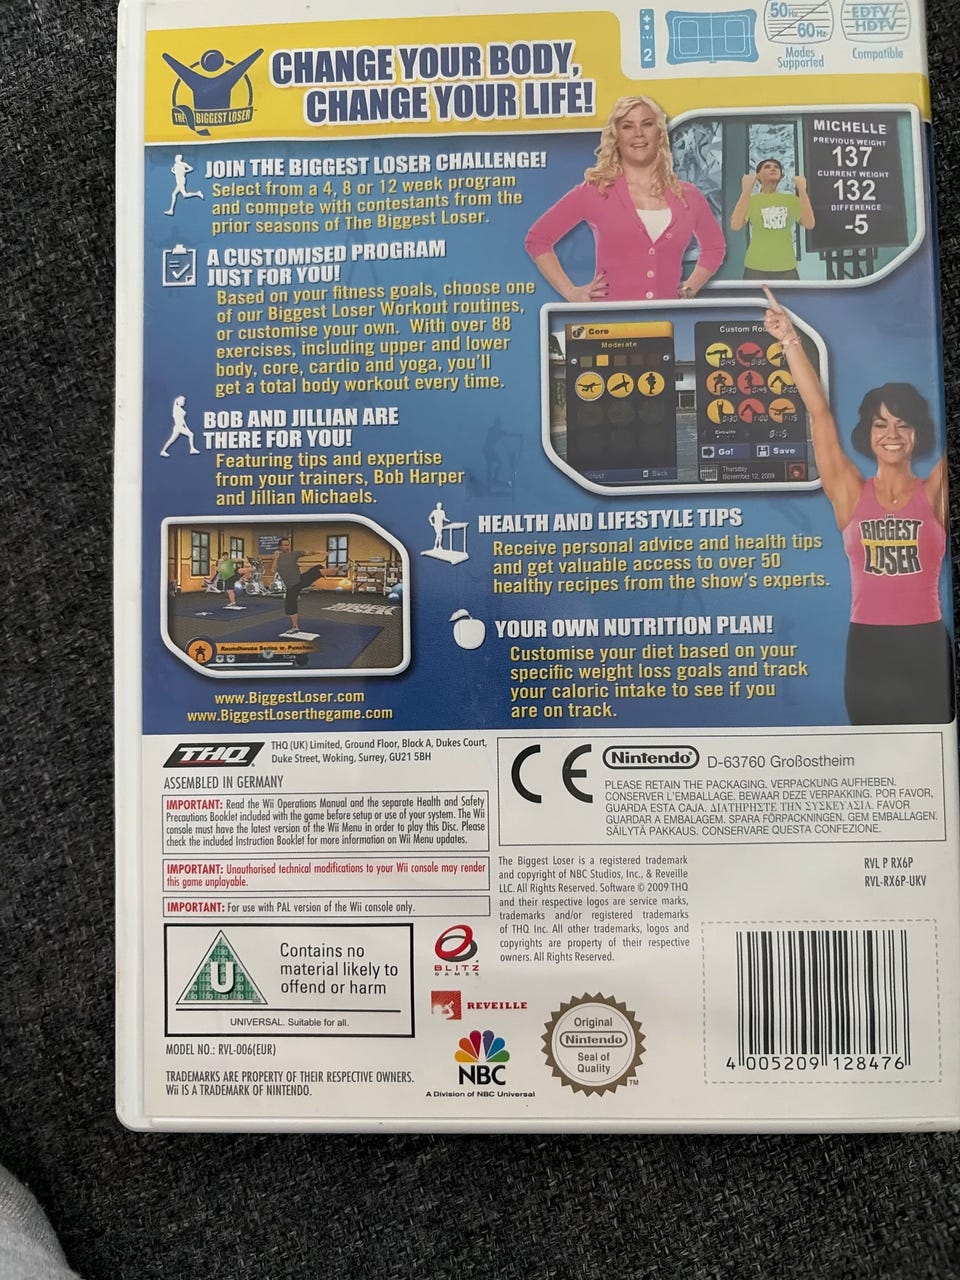 THE BIGGEST LOSER
CHANGE YOUR BODY,
CHANGE YOUR LIFE!
2
50Hz
60Hz
Modes
Supported
EDTV/
HDTV
Compatible
JOIN THE BIGGEST LOSER CHALLENGE!
Select from a 4, 8 or 12 week program
and compete with contestants from the
prior seasons of The Biggest Loser.
MICHELLE
PREVIOUS WEIGHT
137
CURRENT WEIGHT
132
DIFFERENCE
-5
A CUSTOMISED PROGRAM
JUST FOR YOU!
Based on your fitness goals, choose one
of our Biggest Loser Workout routines,
or customise your own. With over 88
exercises, including upper and lower
body, core, cardio and yoga, you'll
get a total body workout every time.
Core
Moderate
Select
Back
Custom
Circuits
8:15
Go!
Save
Thursday
November 12, 2009
BOB AND JILLIAN ARE
THERE FOR YOU!
Featuring tips and expertise
from your trainers, Bob Harper
and Jillian Michaels.
THE
BIGGEST
LOSER
HEALTH AND LIFESTYLE TIPS
Receive personal advice and health tips
and get valuable access to over 50
healthy recipes from the show's experts.
Roundhouse Series w. Punches
YOUR OWN NUTRITION PLAN!
Customise your diet based on your
specific weight loss goals and track
your caloric intake to see if you
are on track.
www.BiggestLoser.com
www.BiggestLoserthegame.com
THQ
THQ (UK) Limited, Ground Floor, Block A, Dukes Court,
Duke Street, Woking, Surrey, GU21 5BH
ASSEMBLED IN GERMANY
IMPORTANT: Read the Wii Operations Manual and the separate Health and Safety
Precautions Booklet included with the game before setup or use of your system. The Wii
console must have the latest version of the Wii Menu in order to play this Disc. Please
check the included Instruction Booklet for more information on Wii Menu updates.
IMPORTANT: Unauthorised technical modifications to your Wii console may render
this game unplayable.
IMPORTANT: For use with PAL version of the Wii console only.
CE
Nintendo® D-63760 Großostheim
PLEASE RETAIN THE PACKAGING. VERPACKUNG AUFHEBEN.
CONSERVER L'EMBALLAGE. BEWAAR DEZE VERPAKKING. POR FAVOR,
GUARDA ESTA CAJA. ΔΙΑΤΗΡΗΣΤΕ ΤΗΝ ΣΥΣΚΕΥΑΣΙΑ. FAVOR
GUARDAR A EMBALAGEM. SPARA FÖRPACKNINGEN. GEM EMBALLAGEN.
SÄILYTÄ PAKKAUS. CONSERVARE QUESTA CONFEZIONE.
The Biggest Loser is a registered trademark
and copyright of NBC Studios, Inc., & Reveille
LLC. All Rights Reserved. Software © 2009 THQ
and their respective logos are service marks,
trademarks and/or registered trademarks
of THQ Inc. All other trademarks, logos and
copyrights are property of their respective
owners. All Rights Reserved.
RVL P RX6P
RVL-RX6P-UKV
U
Contains no
material likely to
offend or harm
UNIVERSAL. Suitable for all.
BLITZ
GAMES
REVEILLE
NBC
A Division of NBC Universal
Original
Nintendo
Seal of
Quality
TM
4 005209 128476
MODEL NO.: RVL-006(EUR)
TRADEMARKS ARE PROPERTY OF THEIR RESPECTIVE OWNERS.
Wii IS A TRADEMARK OF NINTENDO.